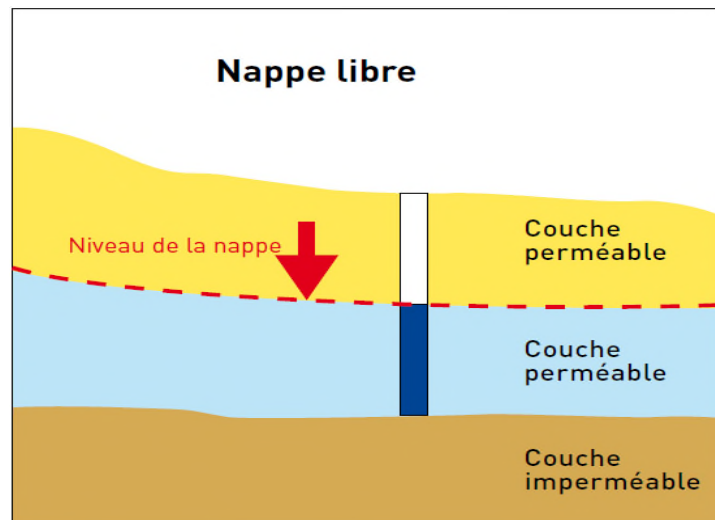 Nappe libre
Niveau de la nappe
Couche
perméable
Couche
perméable
Couche
imperméable